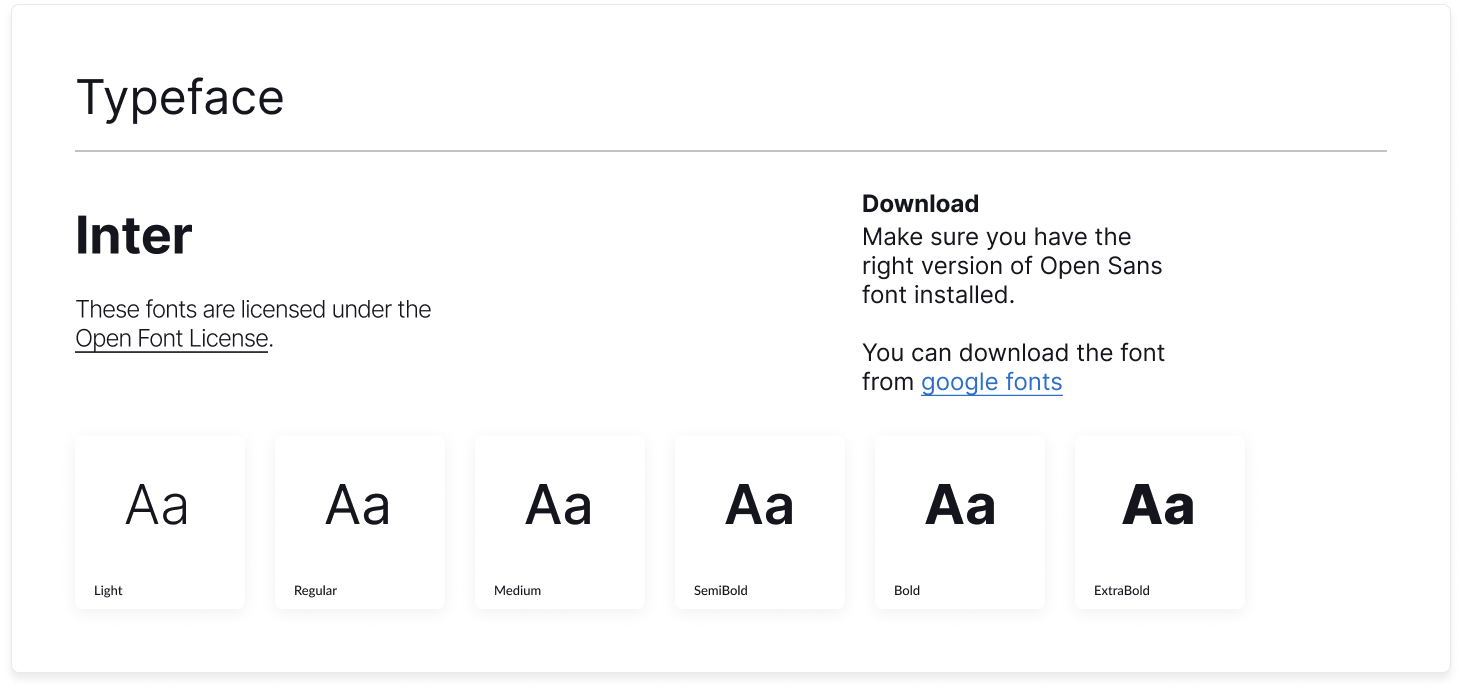 Typeface
Inter
These fonts are licensed under the
Open Font License.
Download
Make sure you have the
right version of Open Sans
font installed.
You can download the font
from google fonts
Aa
Light
Aa
Regular
Aa
Medium
Aa
SemiBold
Aa
Bold
Aa
ExtraBold